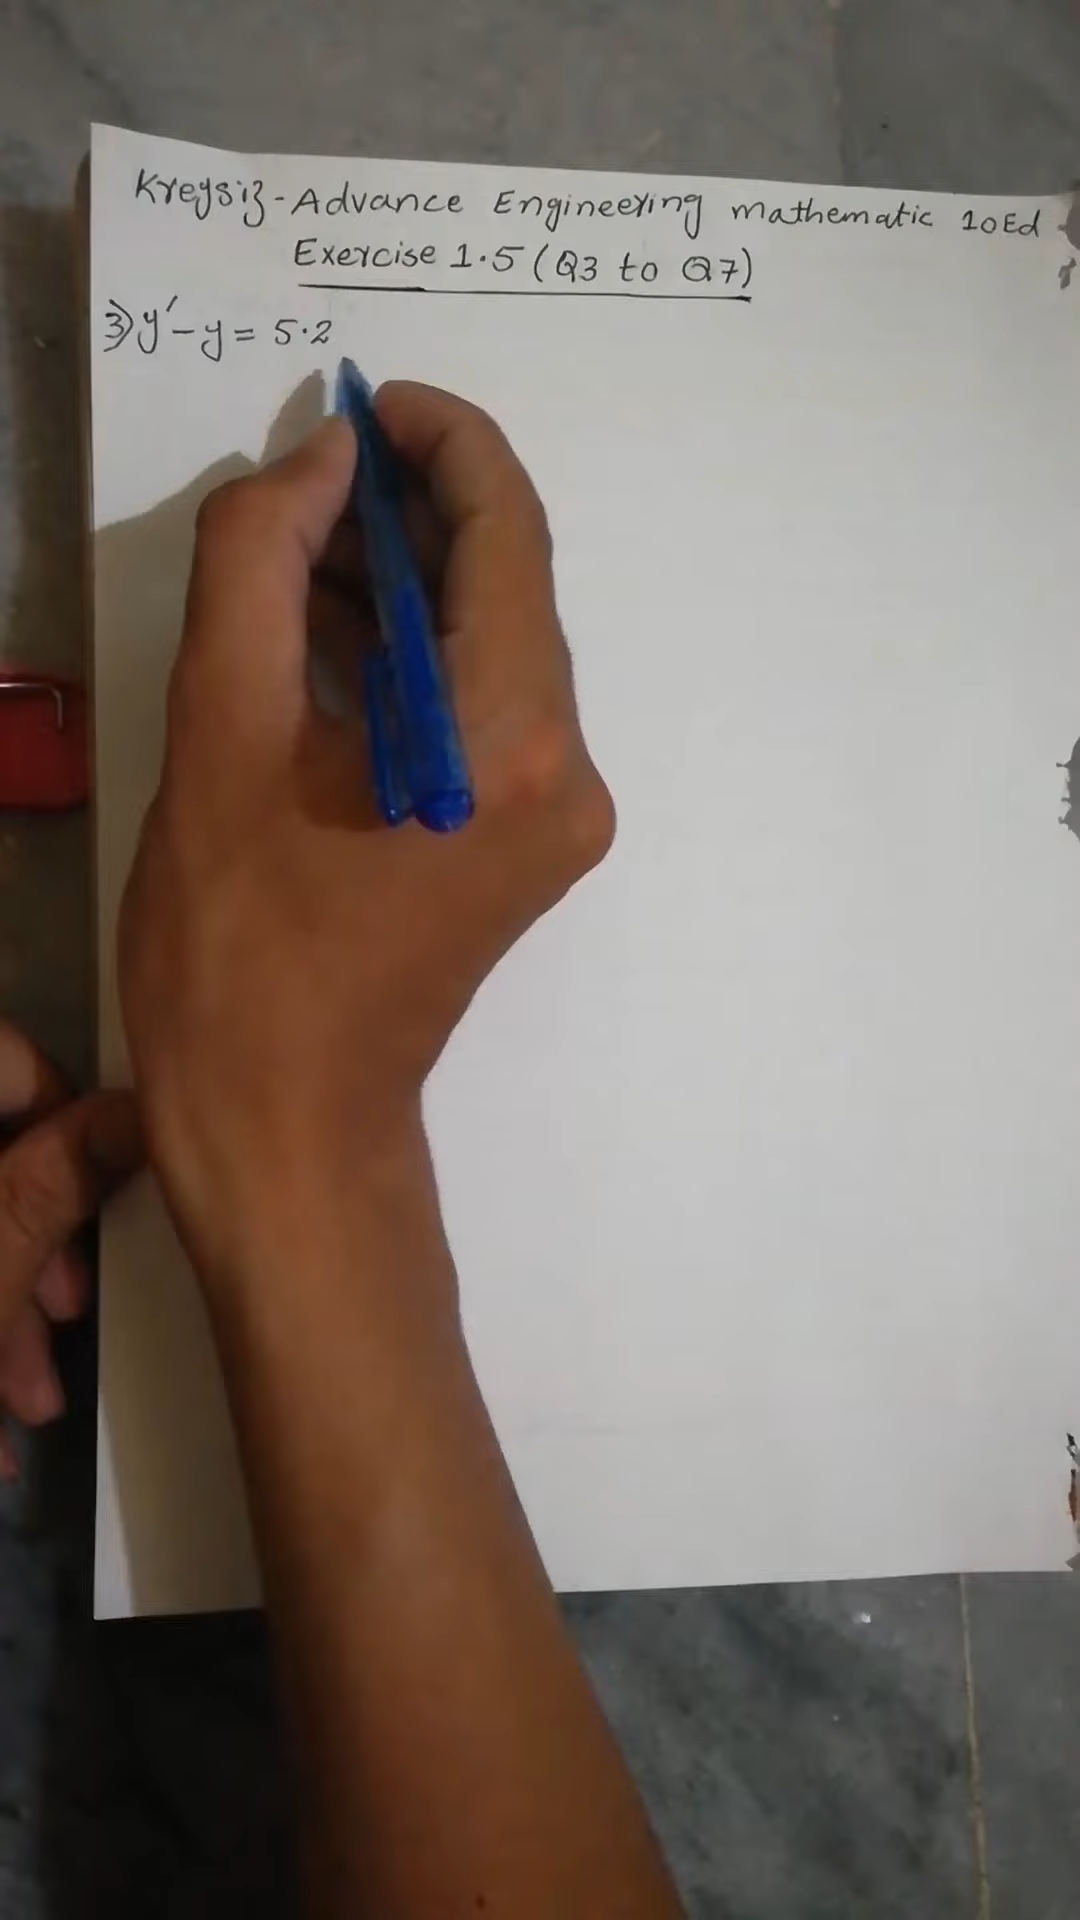 Kreysiz-Advance Engineering mathematic 10Ed
Exercise 1.5 (Q3 to Q7)
3) y' - y = 5.2